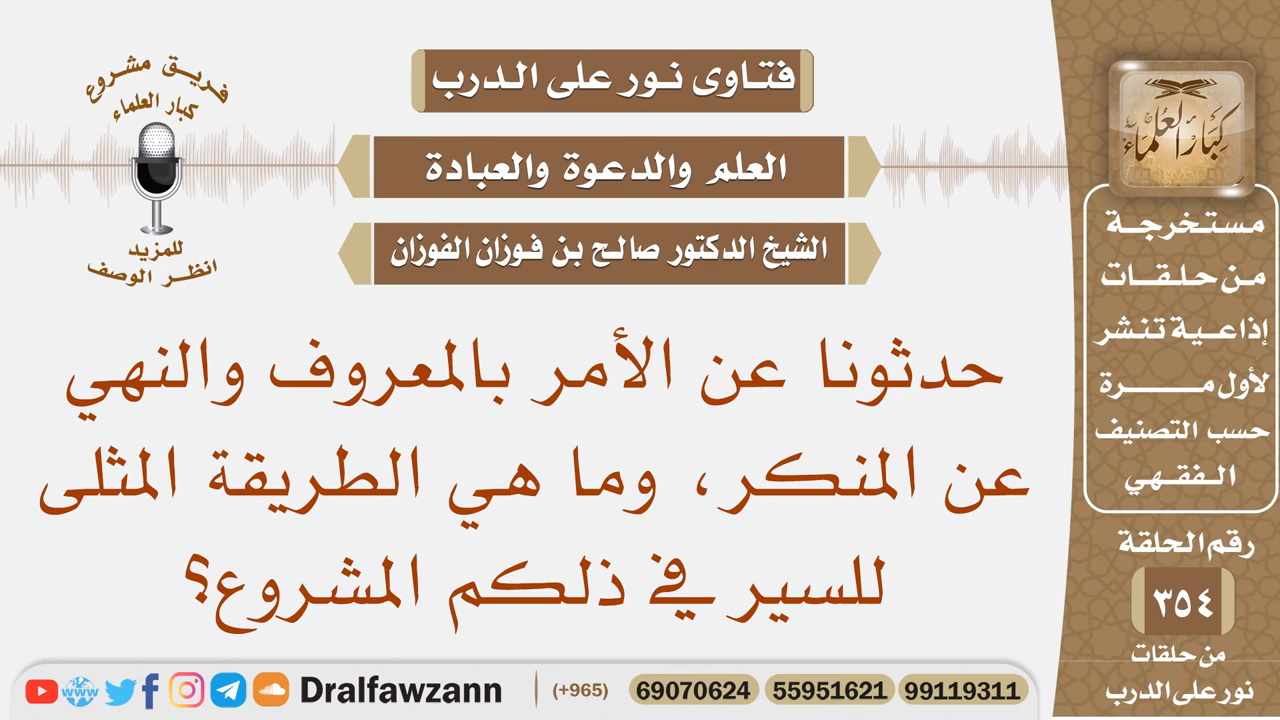 فتاوى نور على الدرب
العلم والدعوة والعبادة
الشيخ الدكتور صالح بن فوزان الفوزان
فريق مشروع
كبار العلماء
للمزيد
انظر الوصف
حدثونا عن الأمر بالمعروف والنهي
عن المنكر، وما هي الطريقة المثلى
للسير في ذلكم المشروع؟
كبار العلماء
مستخرجة
من حلقات
إذاعية تنشر
لأول مرة
حسب التصنيف
الفقهي
رقم الحلقة
٣٥٤
من حلقات
نور على الدرب
www
Dralfawzann
(+965)
69070624
55951621
99119311